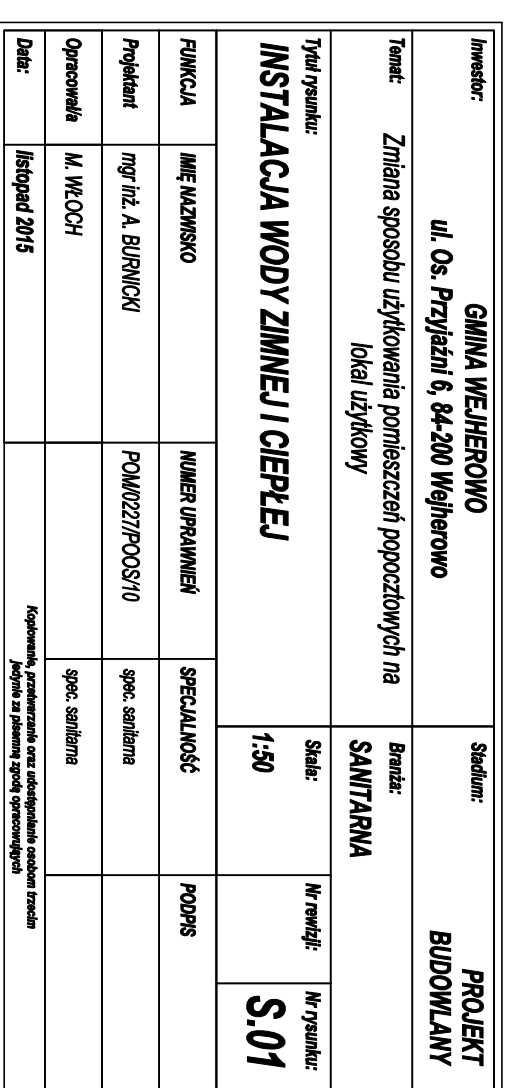 Inwestor:
GMINA WEJHEROWO
ul. Os. Przyjaźni 6, 84-200 Wejherowo
Stadium:
PROJEKT
BUDOWLANY
Temat:
Zmiana sposobu użytkowania pomieszczeń popocztowych na
lokal użytkowy
Branża:
SANITARNA
Tytuł rysunku:
INSTALACJA WODY ZIMNEJ I CIEPŁEJ
Skala:
1:50
Nr rewizji:
Nr rysunku:
S.01
FUNKCJA IMIĘ NAZWISKO NUMER UPRAWNIEŃ SPECJALNOŚĆ PODPIS
Projektant mgr inż. A. BURNICKI POM/0227/POOS/10 spec. sanitarna
Opracował/a M. WŁOCH spec. sanitarna
Data: listopad 2015
Kopiowanie, przetwarzanie oraz udostępnianie osobom trzecim
jedynie za pisemną zgodą opracowujących